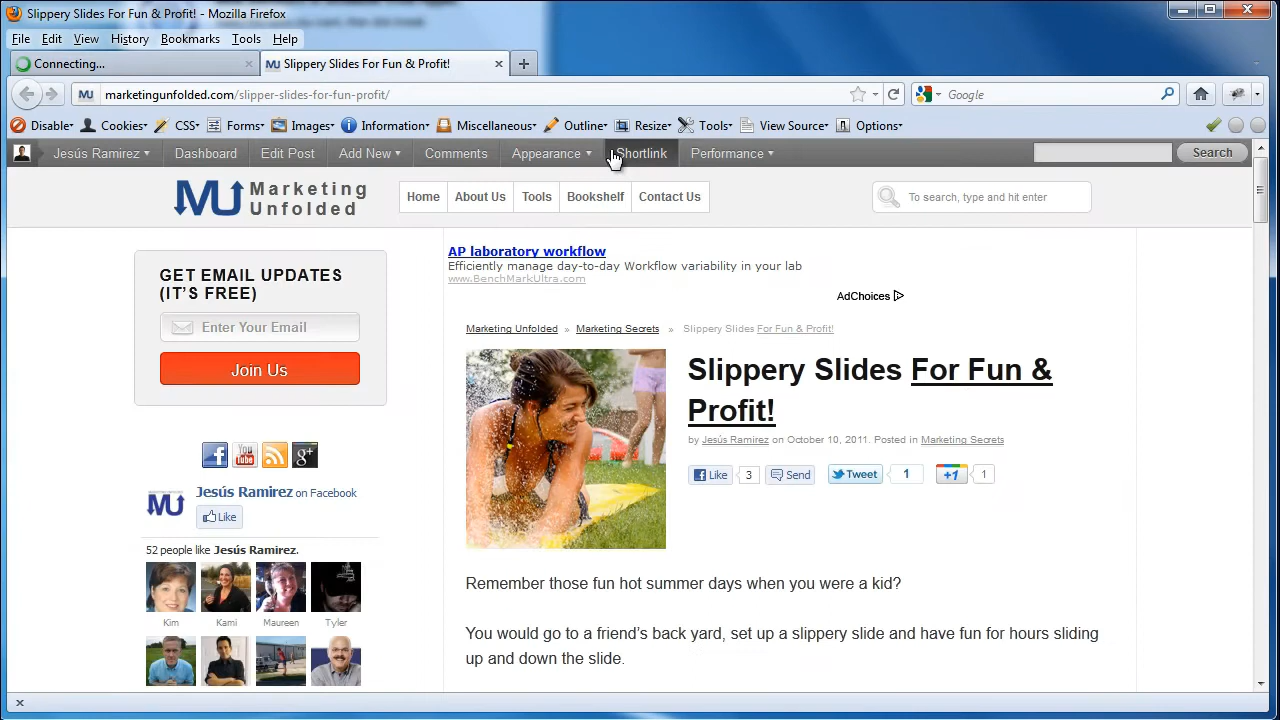 Slippery Slides For Fun & Profit! - Mozilla Firefox
File Edit View History Bookmarks Tools Help
Connecting...
MU Slippery Slides For Fun & Profit!
marketingunfolded.com/slipper-slides-for-fun-profit/
Google
Disable Cookies CSS Forms Images Information Miscellaneous Outline Resize Tools View Source Options
Jesús Ramirez Dashboard Edit Post Add New Comments Appearance Shortlink Performance
Search
MU Marketing
Unfolded
Home About Us Tools Bookshelf Contact Us
To search, type and hit enter
GET EMAIL UPDATES
(IT'S FREE)
Enter Your Email
Join Us
Jesús Ramirez on Facebook
Like
52 people like Jesús Ramirez.
Kim Kami Maureen Tyler
AP laboratory workflow
Efficiently manage day-to-day Workflow variability in your lab
www.BenchMarkUltra.com
AdChoices
Marketing Unfolded » Marketing Secrets » Slippery Slides For Fun & Profit!
Slippery Slides For Fun &
Profit!
by Jesús Ramirez on October 10, 2011. Posted in Marketing Secrets
Like 3 Send Tweet 1 +1 1
Remember those fun hot summer days when you were a kid?
You would go to a friend's back yard, set up a slippery slide and have fun for hours sliding
up and down the slide.